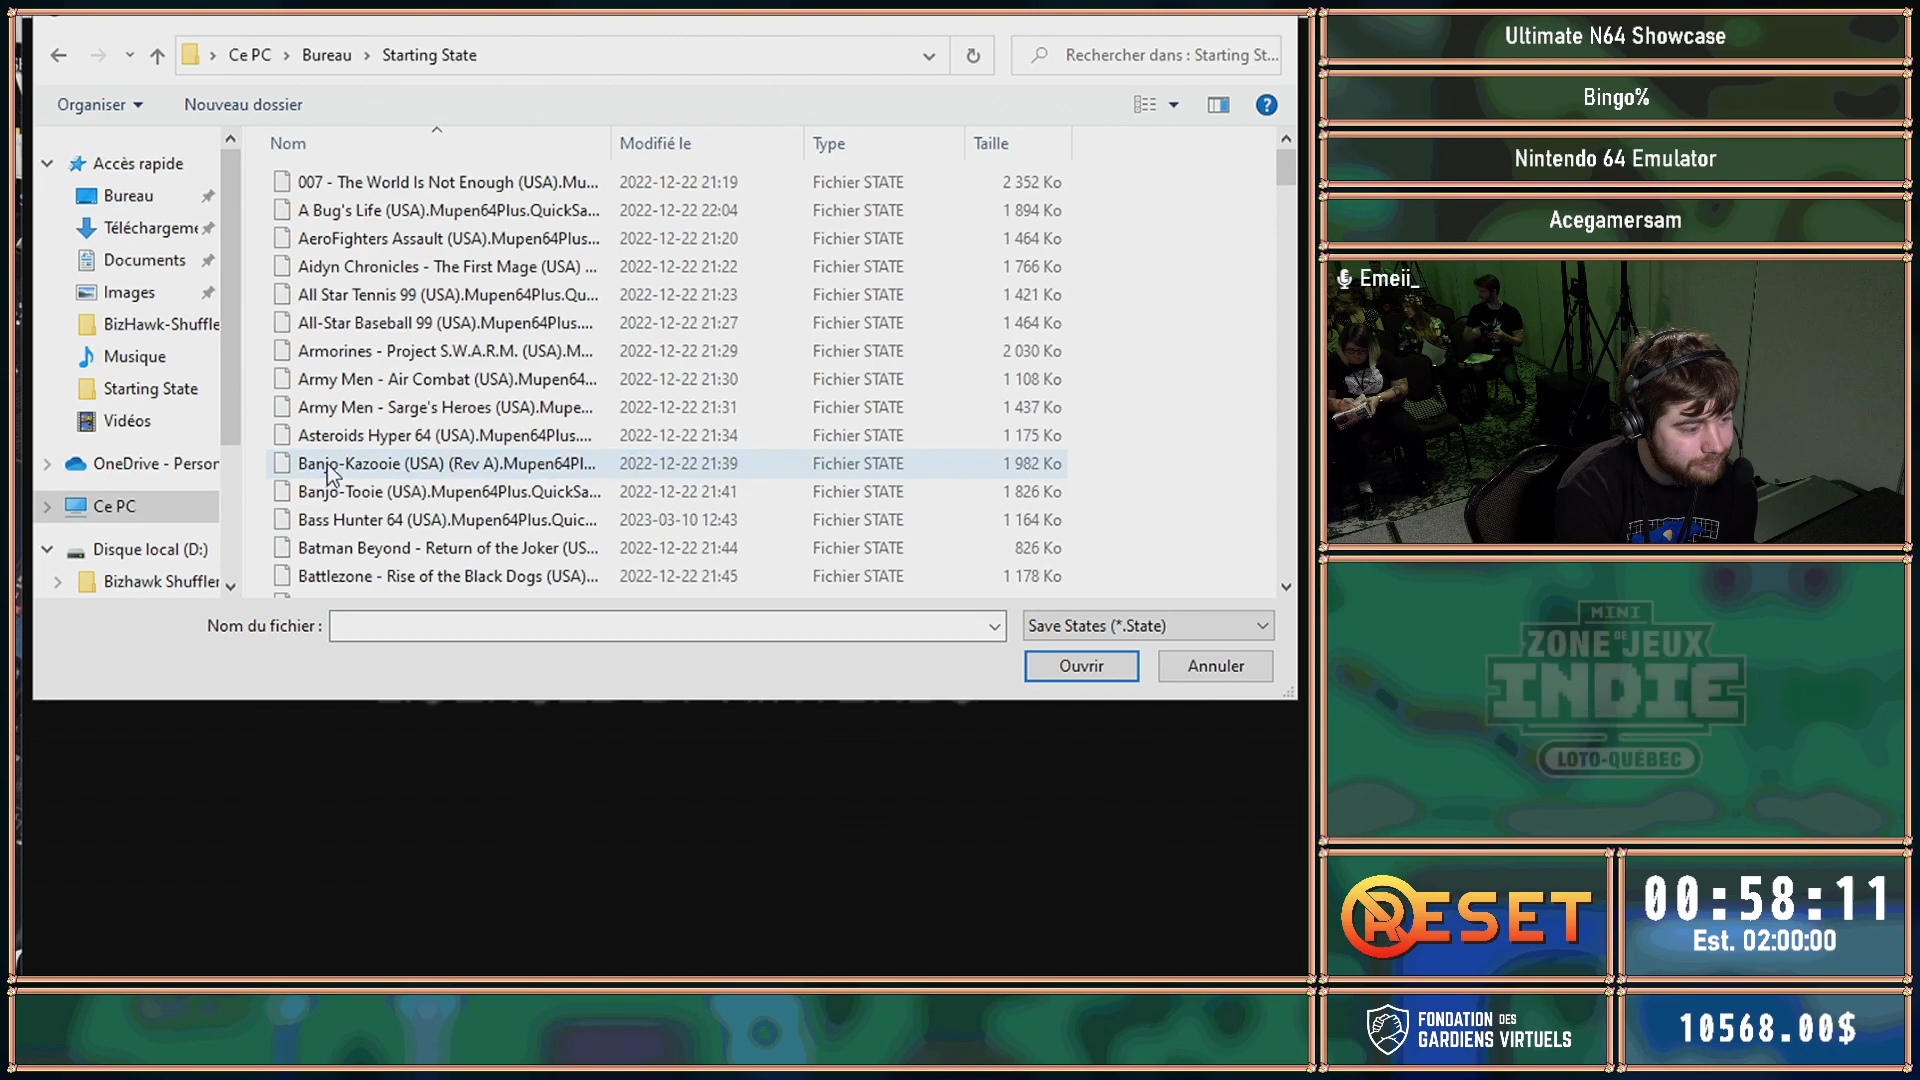 Ce PC > Bureau > Starting State
Rechercher dans : Starting St...
Organiser
Nouveau dossier
Accès rapide
Bureau
Téléchargeme
Documents
Images
BizHawk-Shuffle
Musique
Starting State
Vidéos
OneDrive - Person
Ce PC
Disque local (D:)
Bizhawk Shuffler
Nom Modifié le Type Taille
007 - The World Is Not Enough (USA).Mu... 2022-12-22 21:19 Fichier STATE 2 352 Ko
A Bug's Life (USA).Mupen64Plus.QuickSa... 2022-12-22 22:04 Fichier STATE 1 894 Ko
AeroFighters Assault (USA).Mupen64Plus... 2022-12-22 21:20 Fichier STATE 1 464 Ko
Aidyn Chronicles - The First Mage (USA) ... 2022-12-22 21:22 Fichier STATE 1 766 Ko
All Star Tennis 99 (USA).Mupen64Plus.Qu... 2022-12-22 21:23 Fichier STATE 1 421 Ko
All-Star Baseball 99 (USA).Mupen64Plus.... 2022-12-22 21:27 Fichier STATE 1 464 Ko
Armorines - Project S.W.A.R.M. (USA).M... 2022-12-22 21:29 Fichier STATE 2 030 Ko
Army Men - Air Combat (USA).Mupen64... 2022-12-22 21:30 Fichier STATE 1 108 Ko
Army Men - Sarge's Heroes (USA).Mupe... 2022-12-22 21:31 Fichier STATE 1 437 Ko
Asteroids Hyper 64 (USA).Mupen64Plus.... 2022-12-22 21:34 Fichier STATE 1 175 Ko
Banjo-Kazooie (USA) (Rev A).Mupen64Pl... 2022-12-22 21:39 Fichier STATE 1 982 Ko
Banjo-Tooie (USA).Mupen64Plus.QuickSa... 2022-12-22 21:41 Fichier STATE 1 826 Ko
Bass Hunter 64 (USA).Mupen64Plus.Quic... 2023-03-10 12:43 Fichier STATE 1 164 Ko
Batman Beyond - Return of the Joker (US... 2022-12-22 21:44 Fichier STATE 826 Ko
Battlezone - Rise of the Black Dogs (USA)... 2022-12-22 21:45 Fichier STATE 1 178 Ko
Nom du fichier :
Save States (*.State)
Ouvrir
Annuler
Ultimate N64 Showcase
Bingo%
Nintendo 64 Emulator
Acegamersam
Emeii_
MINI
ZONE DE JEUX
INDIE
LOTO-QUÉBEC
RESET
00:58:11
Est. 02:00:00
FONDATION DES
GARDIENS VIRTUELS
10568.00$